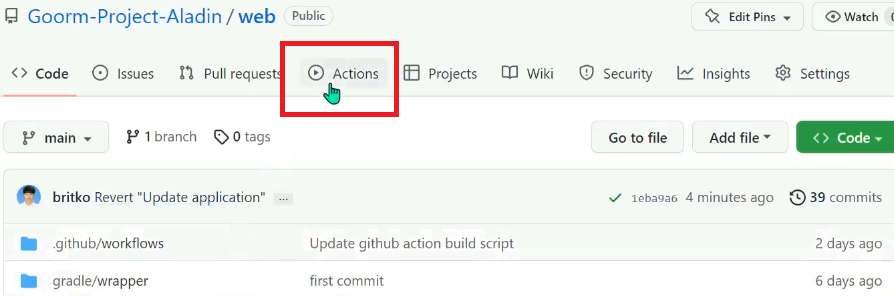 Goorm-Project-Aladin / web Public Edit Pins Watch
Code Issues Pull requests Actions Projects Wiki Security Insights Settings
main 1 branch 0 tags Go to file Add file Code
britko Revert "Update application" ... 1eba9a6 4 minutes ago 39 commits
.github/workflows Update github action build script 2 days ago
gradle/wrapper first commit 6 days ago